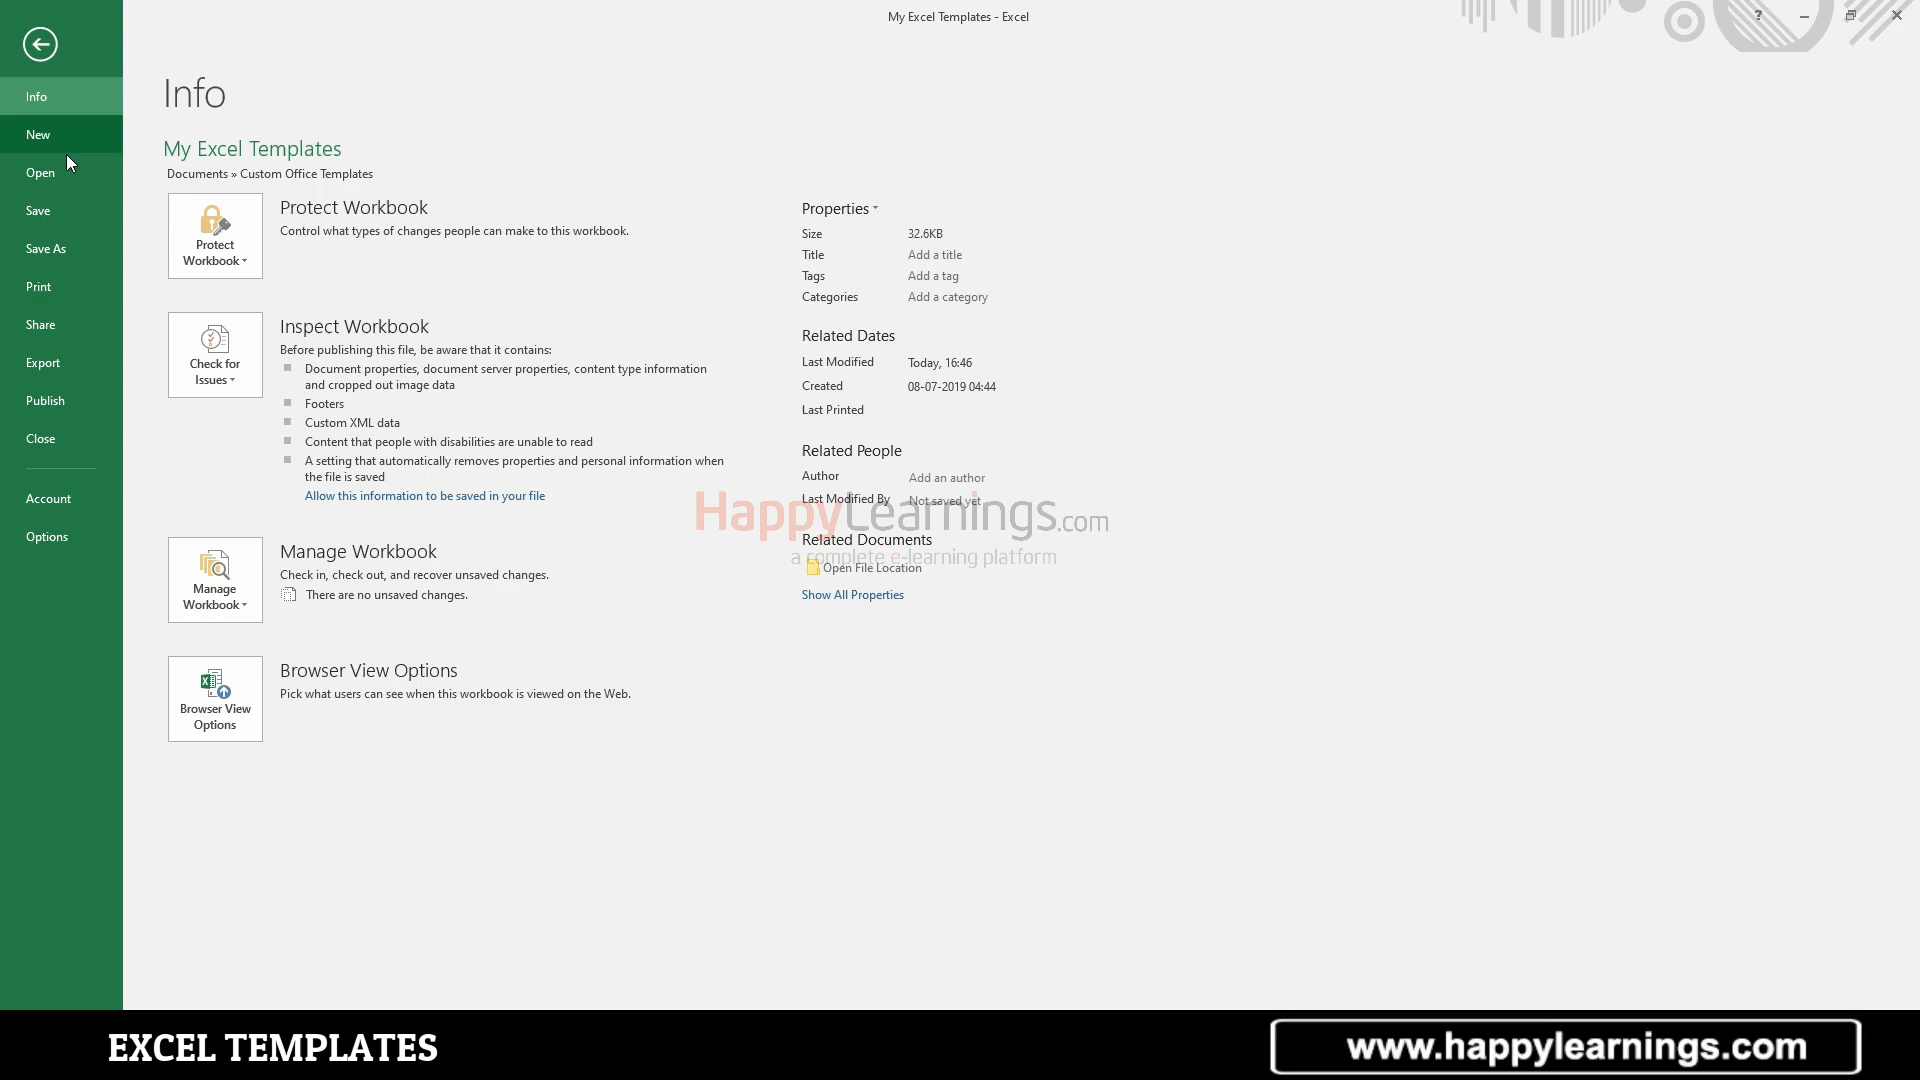 My Excel Templates - Excel
?
Info
New
Open
Save
Save As
Print
Share
Export
Publish
Close
Account
Options
Info
My Excel Templates
Documents » Custom Office Templates
Protect
Workbook
Protect Workbook
Control what types of changes people can make to this workbook.
Check for
Issues
Inspect Workbook
Before publishing this file, be aware that it contains:
Document properties, document server properties, content type information
and cropped out image data
Footers
Custom XML data
Content that people with disabilities are unable to read
A setting that automatically removes properties and personal information when
the file is saved
Allow this information to be saved in your file
Manage
Workbook
Manage Workbook
Check in, check out, and recover unsaved changes.
There are no unsaved changes.
Browser View
Options
Browser View Options
Pick what users can see when this workbook is viewed on the Web.
Properties
Size 32.6KB
Title Add a title
Tags Add a tag
Categories Add a category
Related Dates
Last Modified Today, 16:46
Created 08-07-2019 04:44
Last Printed
Related People
Author Add an author
Last Modified By Not saved yet
Related Documents
Open File Location
Show All Properties
HappyLearnings.com
a complete e-learning platform
EXCEL TEMPLATES
www.happylearnings.com